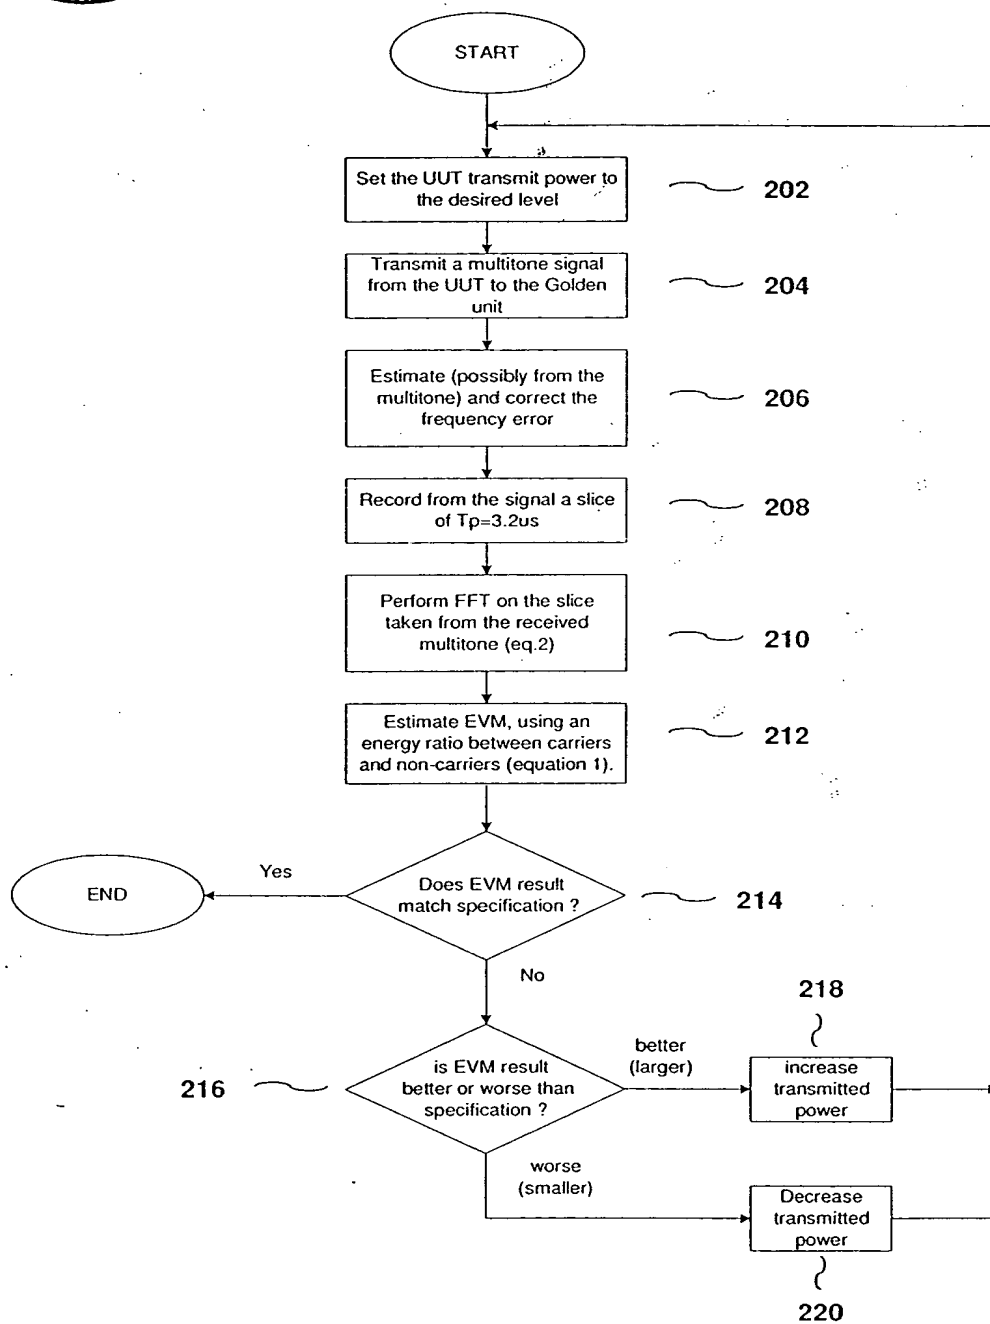 START
Set the UUT transmit power to
the desired level
202
Transmit a multitone signal
from the UUT to the Golden
unit
204
Estimate (possibly from the
multitone) and correct the
frequency error
206
Record from the signal a slice
of Tp=3.2us
208
Perform FFT on the slice
taken from the received
multitone (eq.2)
210
Estimate EVM, using an
energy ratio between carriers
and non-carriers (equation 1).
212
Does EVM result
match specification ?
214
Yes
END
No
is EVM result
better or worse than
specification ?
216
better
(larger)
218
increase
transmitted
power
worse
(smaller)
Decrease
transmitted
power
220